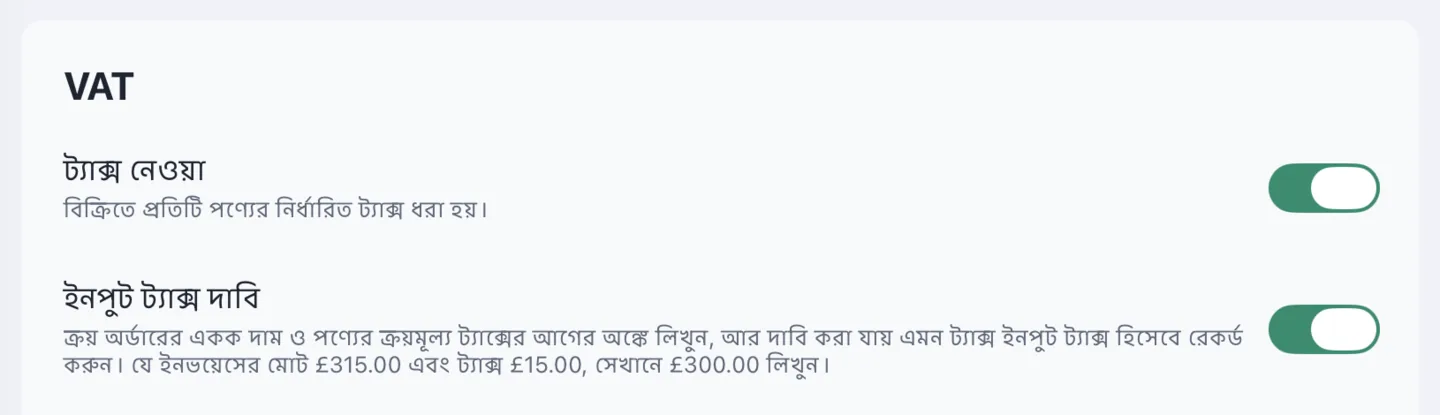 VAT
ট্যাক্স নেওয়া
বিক্রিতে প্রতিটি পণ্যের নির্ধারিত ট্যাক্স ধরা হয়।
ইনপুট ট্যাক্স দাবি
ক্রয় অর্ডারের একক দাম ও পণ্যের ক্রয়মূল্য ট্যাক্সের আগের অঙ্কে লিখুন, আর দাবি করা যায় এমন ট্যাক্স ইনপুট ট্যাক্স হিসেবে রেকর্ড
করুন। যে ইনভয়েসের মোট £315.00 এবং ট্যাক্স £15.00, সেখানে £300.00 লিখুন।